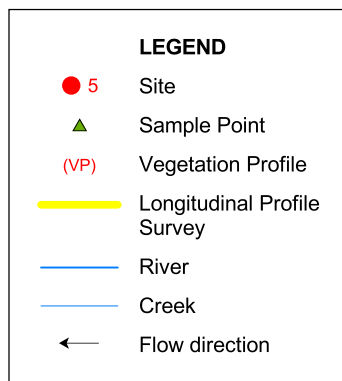 LEGEND
5 Site
Sample Point
(VP) Vegetation Profile
Longitudinal Profile
Survey
River
Creek
Flow direction